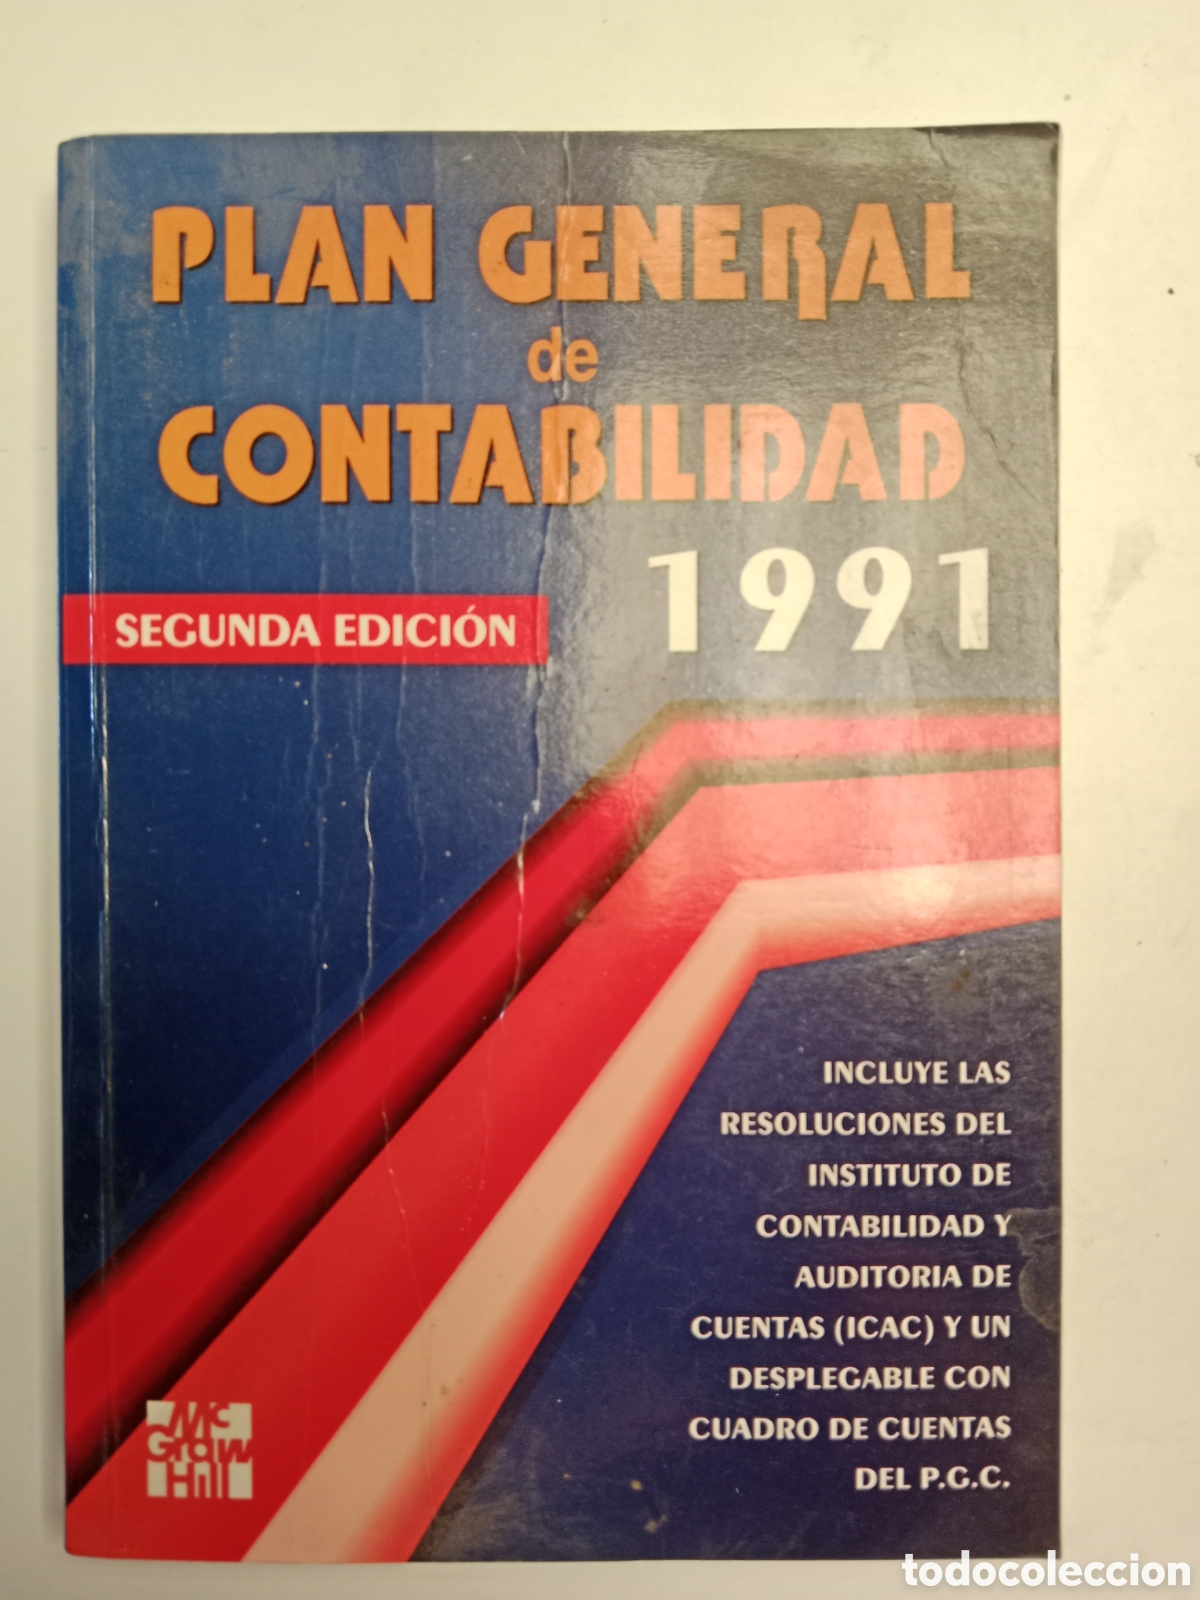 PLAN GENERAL
de
CONTABILIDAD
1991
SEGUNDA EDICIÓN
INCLUYE LAS
RESOLUCIONES DEL
INSTITUTO DE
CONTABILIDAD Y
AUDITORIA DE
CUENTAS (ICAC) Y UN
DESPLEGABLE CON
CUADRO DE CUENTAS
DEL P.G.C.
Mc
Graw
Hill
todocoleccion